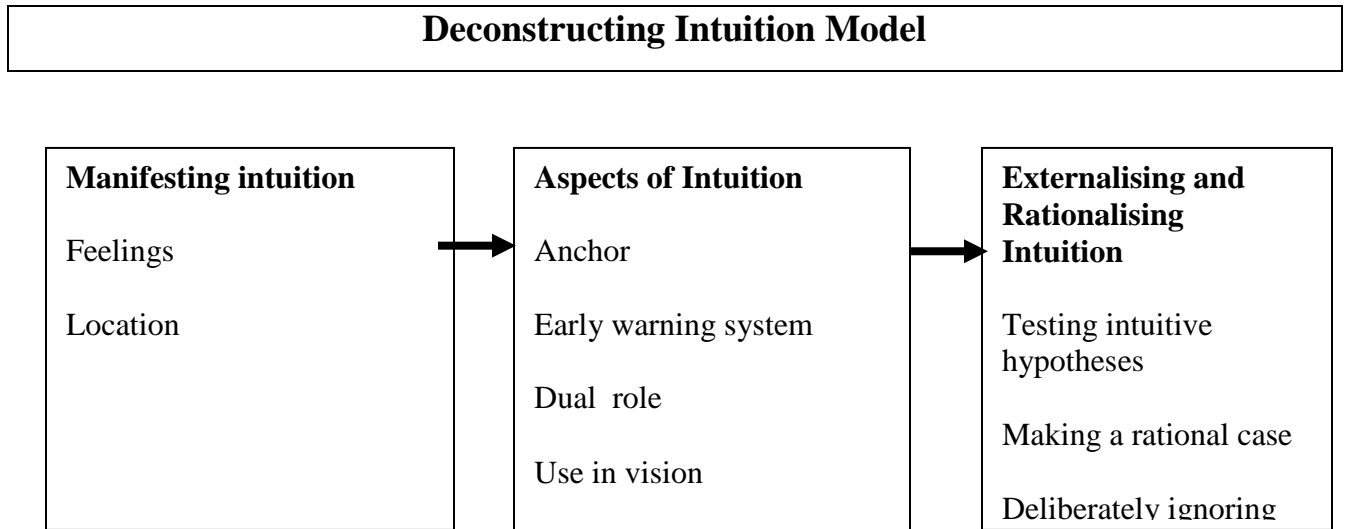 Deconstructing Intuition Model
Manifesting intuition
Feelings
Location
Aspects of Intuition
Anchor
Early warning system
Dual role
Use in vision
Externalising and
Rationalising
Intuition
Testing intuitive
hypotheses
Making a rational case
Deliberately ignoring